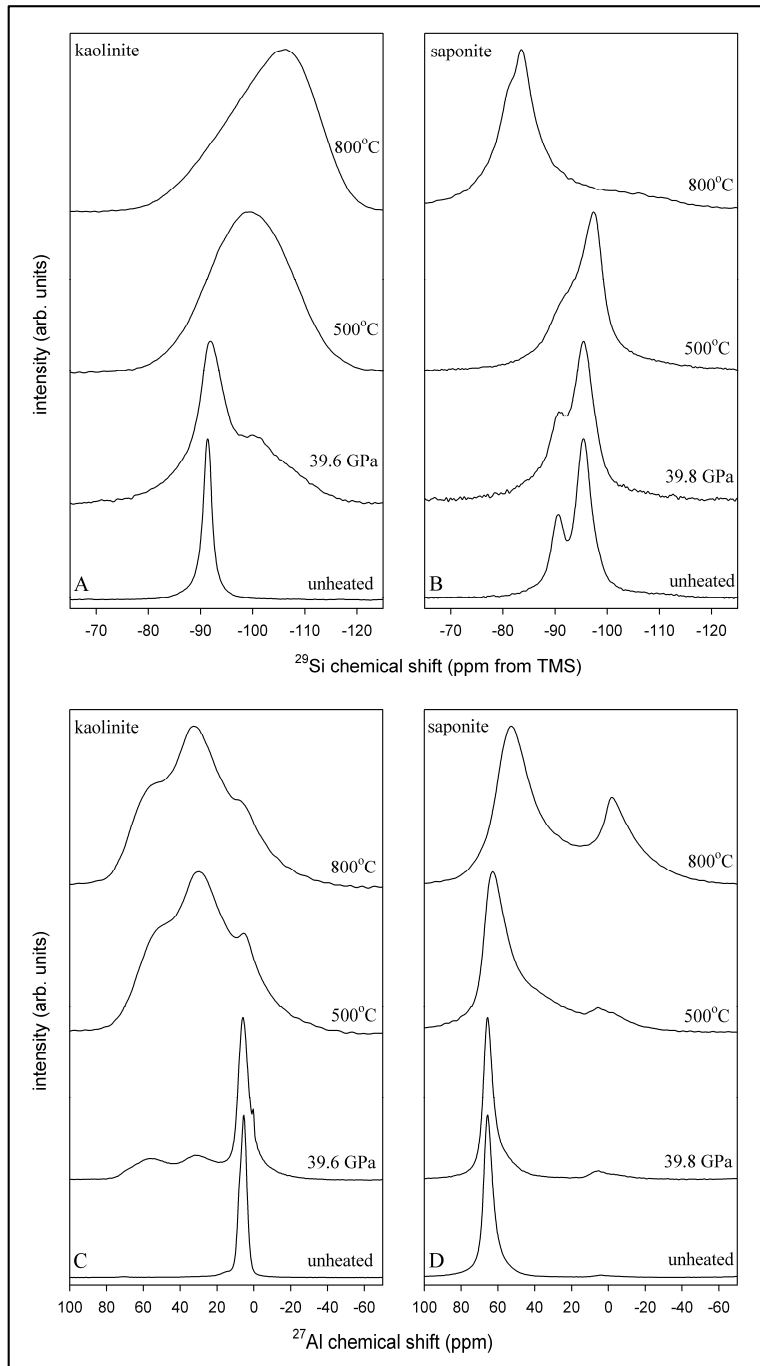 kaolinite
800°C
500°C
39.6 GPa
A
unheated
saponite
800°C
500°C
39.8 GPa
B
unheated
intensity (arb. units)
-70 -80 -90 -100 -110 -120
-70 -80 -90 -100 -110 -120
²⁹Si chemical shift (ppm from TMS)
kaolinite
800°C
500°C
39.6 GPa
C
unheated
saponite
800°C
500°C
39.8 GPa
D
unheated
intensity (arb. units)
100 80 60 40 20 0 -20 -40 -60
100 80 60 40 20 0 -20 -40 -60
²⁷Al chemical shift (ppm)